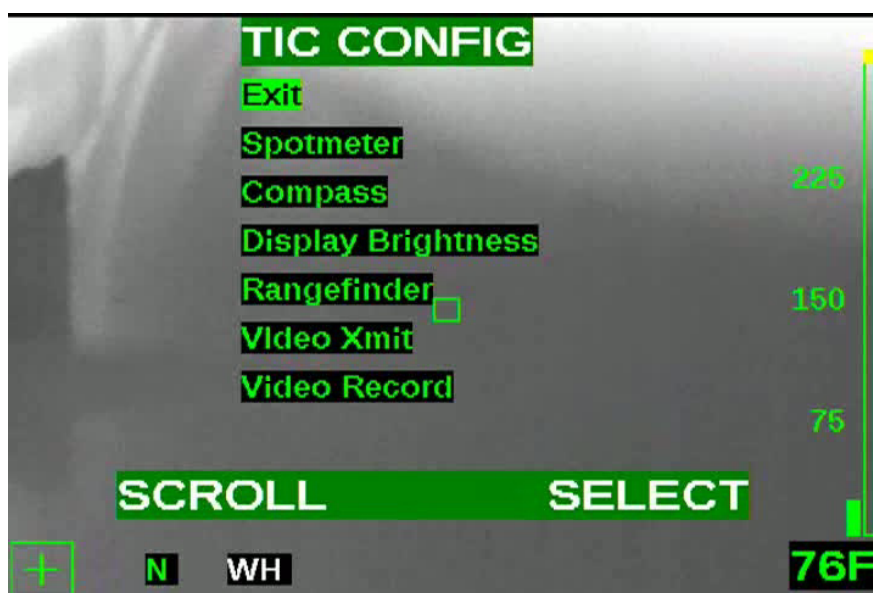 TIC CONFIG
Exit
Spotmeter
225
Compass
Display Brightness
Rangefinder
150
VIdeo Xmit
Video Record
75
SCROLL SELECT
N WH 76F